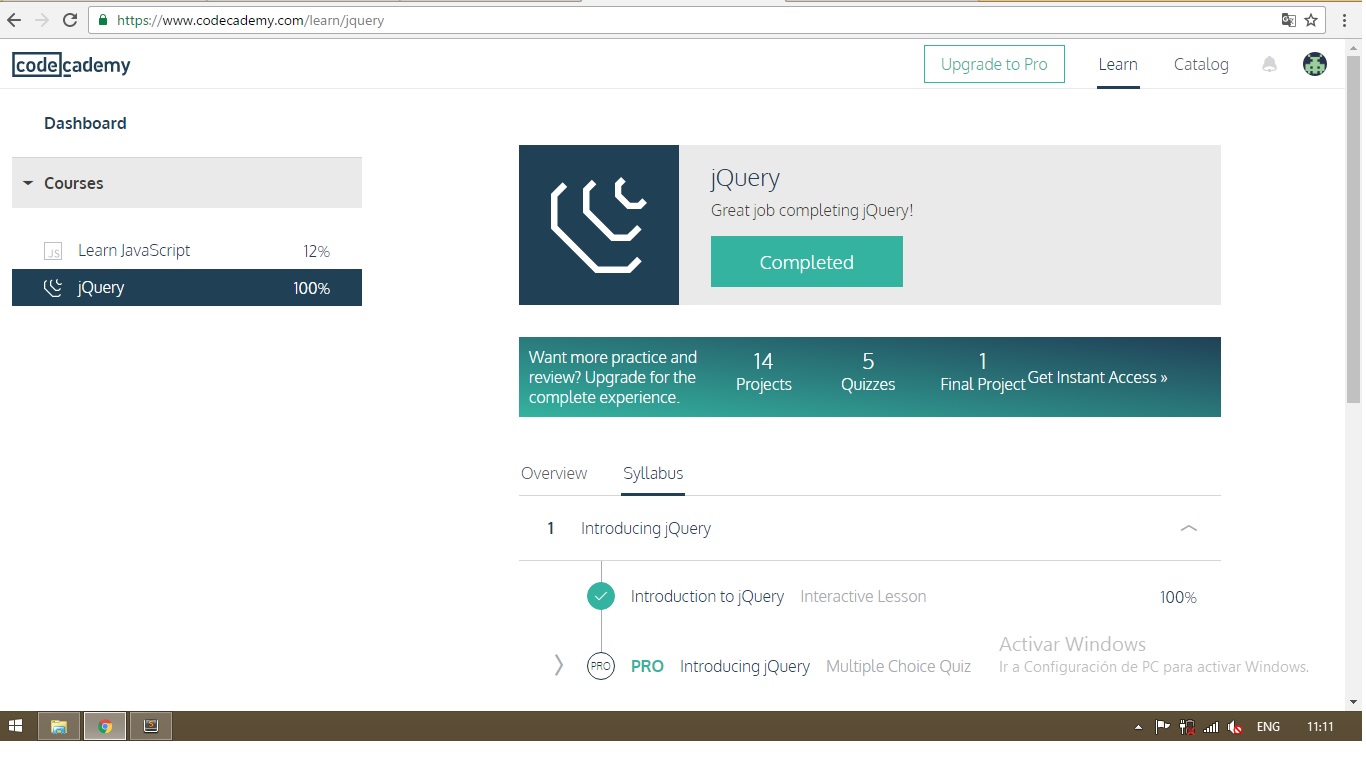 https://www.codecademy.com/learn/jquery
codecademy
Upgrade to Pro
Learn
Catalog
Dashboard
Courses
JS Learn JavaScript 12%
jQuery 100%
jQuery
Great job completing jQuery!
Completed
Want more practice and
review? Upgrade for the
complete experience.
14
Projects
5
Quizzes
1
Final Project
Get Instant Access »
Overview Syllabus
1 Introducing jQuery
Introduction to jQuery Interactive Lesson 100%
PRO PRO Introducing jQuery Multiple Choice Quiz
Activar Windows
Ir a Configuración de PC para activar Windows.
S ENG 11:11